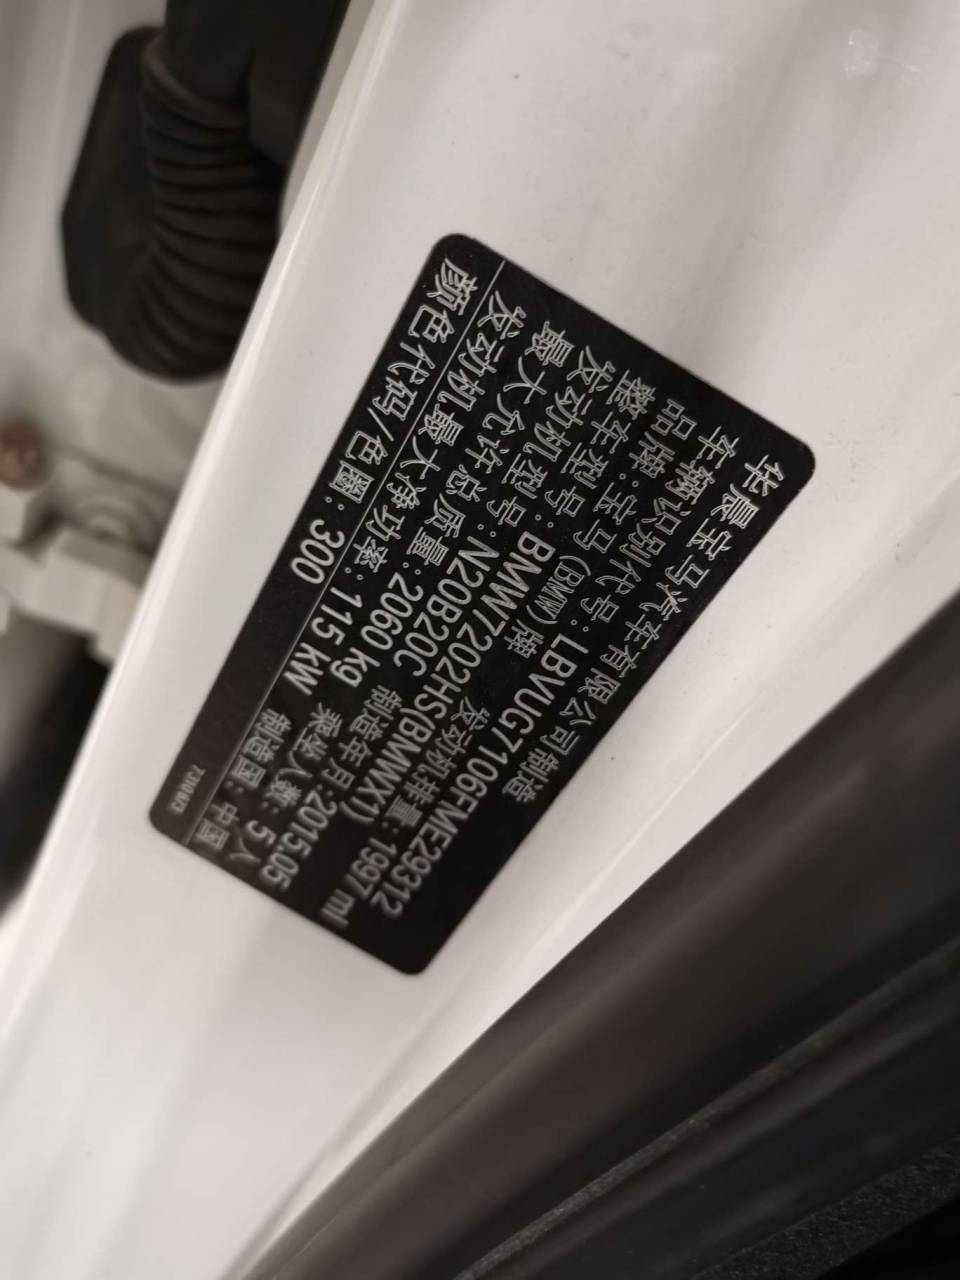 华晨宝马汽车有限公司制造
车辆识别代号:LBVUG7106FME29312
品牌:宝马(BMW)牌 发动机排量:1997 ml
整车型号:BMW7202HS(BMWX1)
发动机型号:N20B20C 制造年月:2015.05
最大允许总质量:2060 kg 乘坐人数:5人
发动机最大净功率:115 kW 制造国:中国
颜色代码/色圈:300